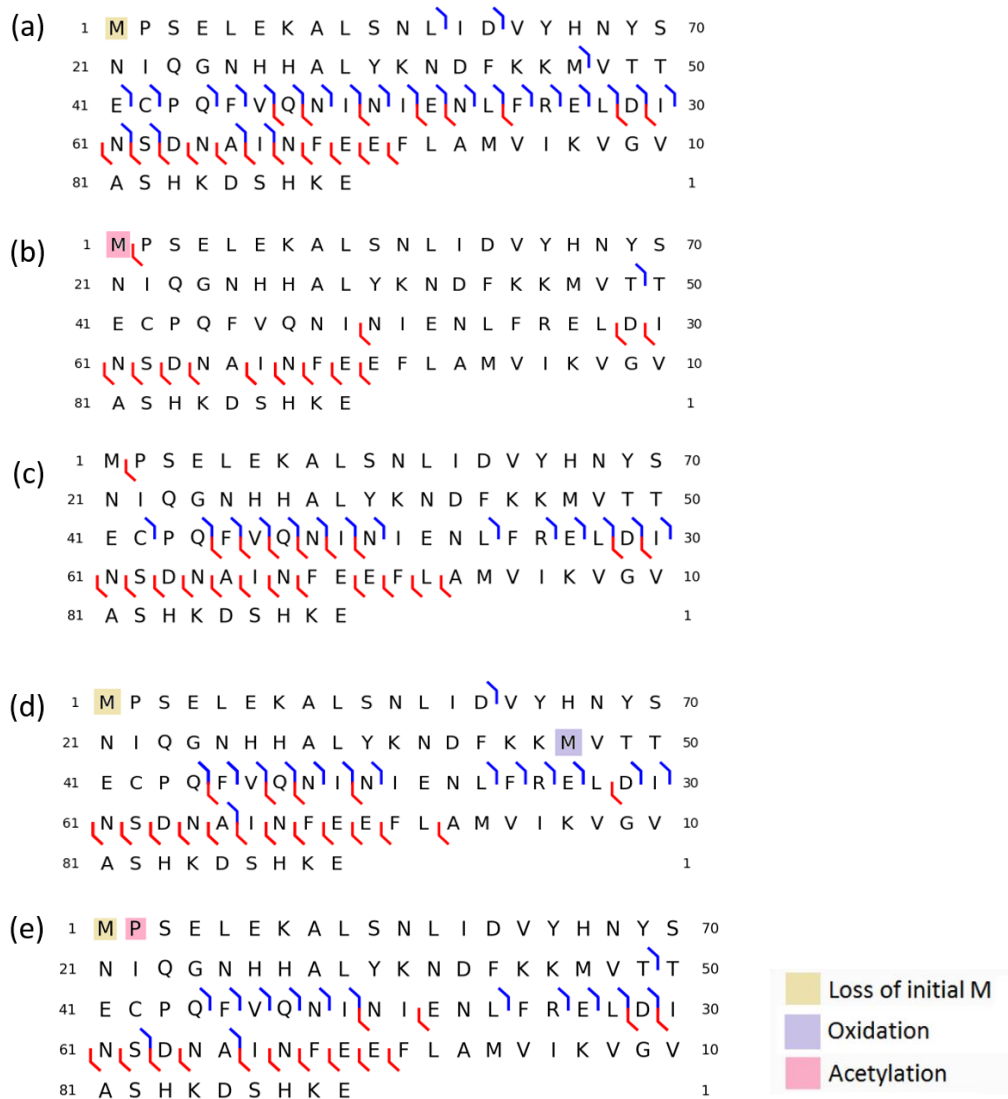 (a) 1 M P S E L E K A L S N L I D V Y H N Y S 70
21 N I Q G N H H A L Y K N D F K K M V T T 50
41 E C P Q F V Q N I N I E N L F R E L D I 30
61 N S D N A I N F E E F L A M V I K V G V 10
81 A S H K D S H K E 1
(b) 1 M P S E L E K A L S N L I D V Y H N Y S 70
21 N I Q G N H H A L Y K N D F K K M V T T 50
41 E C P Q F V Q N I N I E N L F R E L D I 30
61 N S D N A I N F E E F L A M V I K V G V 10
81 A S H K D S H K E 1
(c) 1 M P S E L E K A L S N L I D V Y H N Y S 70
21 N I Q G N H H A L Y K N D F K K M V T T 50
41 E C P Q F V Q N I N I E N L F R E L D I 30
61 N S D N A I N F E E F L A M V I K V G V 10
81 A S H K D S H K E 1
(d) 1 M P S E L E K A L S N L I D V Y H N Y S 70
21 N I Q G N H H A L Y K N D F K K M V T T 50
41 E C P Q F V Q N I N I E N L F R E L D I 30
61 N S D N A I N F E E F L A M V I K V G V 10
81 A S H K D S H K E 1
(e) 1 M P S E L E K A L S N L I D V Y H N Y S 70
21 N I Q G N H H A L Y K N D F K K M V T T 50
41 E C P Q F V Q N I N I E N L F R E L D I 30
61 N S D N A I N F E E F L A M V I K V G V 10
81 A S H K D S H K E 1
Loss of initial M
Oxidation
Acetylation